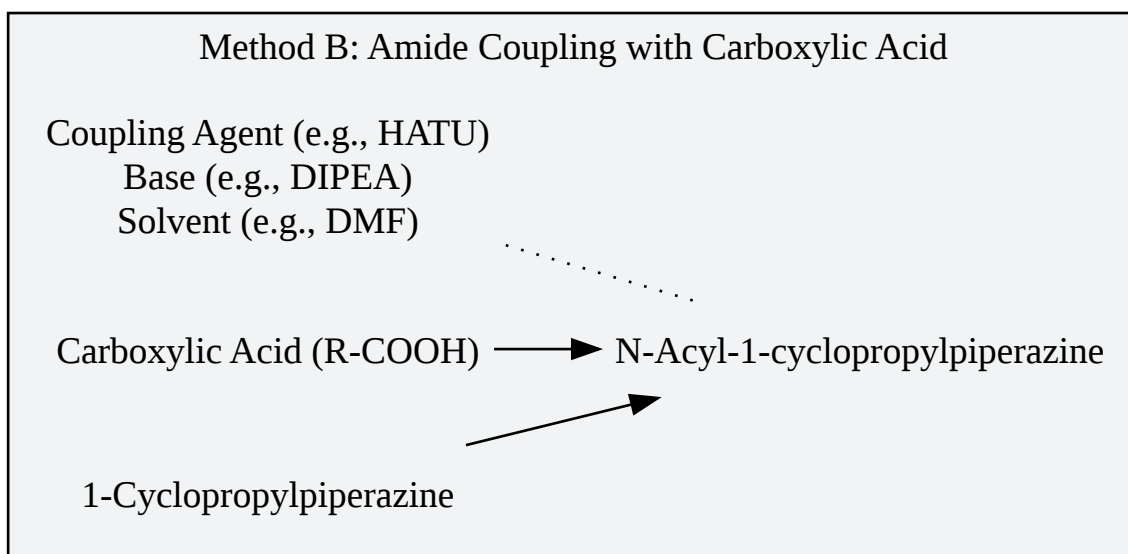 Method B: Amide Coupling with Carboxylic Acid
Coupling Agent (e.g., HATU)
Base (e.g., DIPEA)
Solvent (e.g., DMF)
Carboxylic Acid (R-COOH)
N-Acyl-1-cyclopropylpiperazine
1-Cyclopropylpiperazine